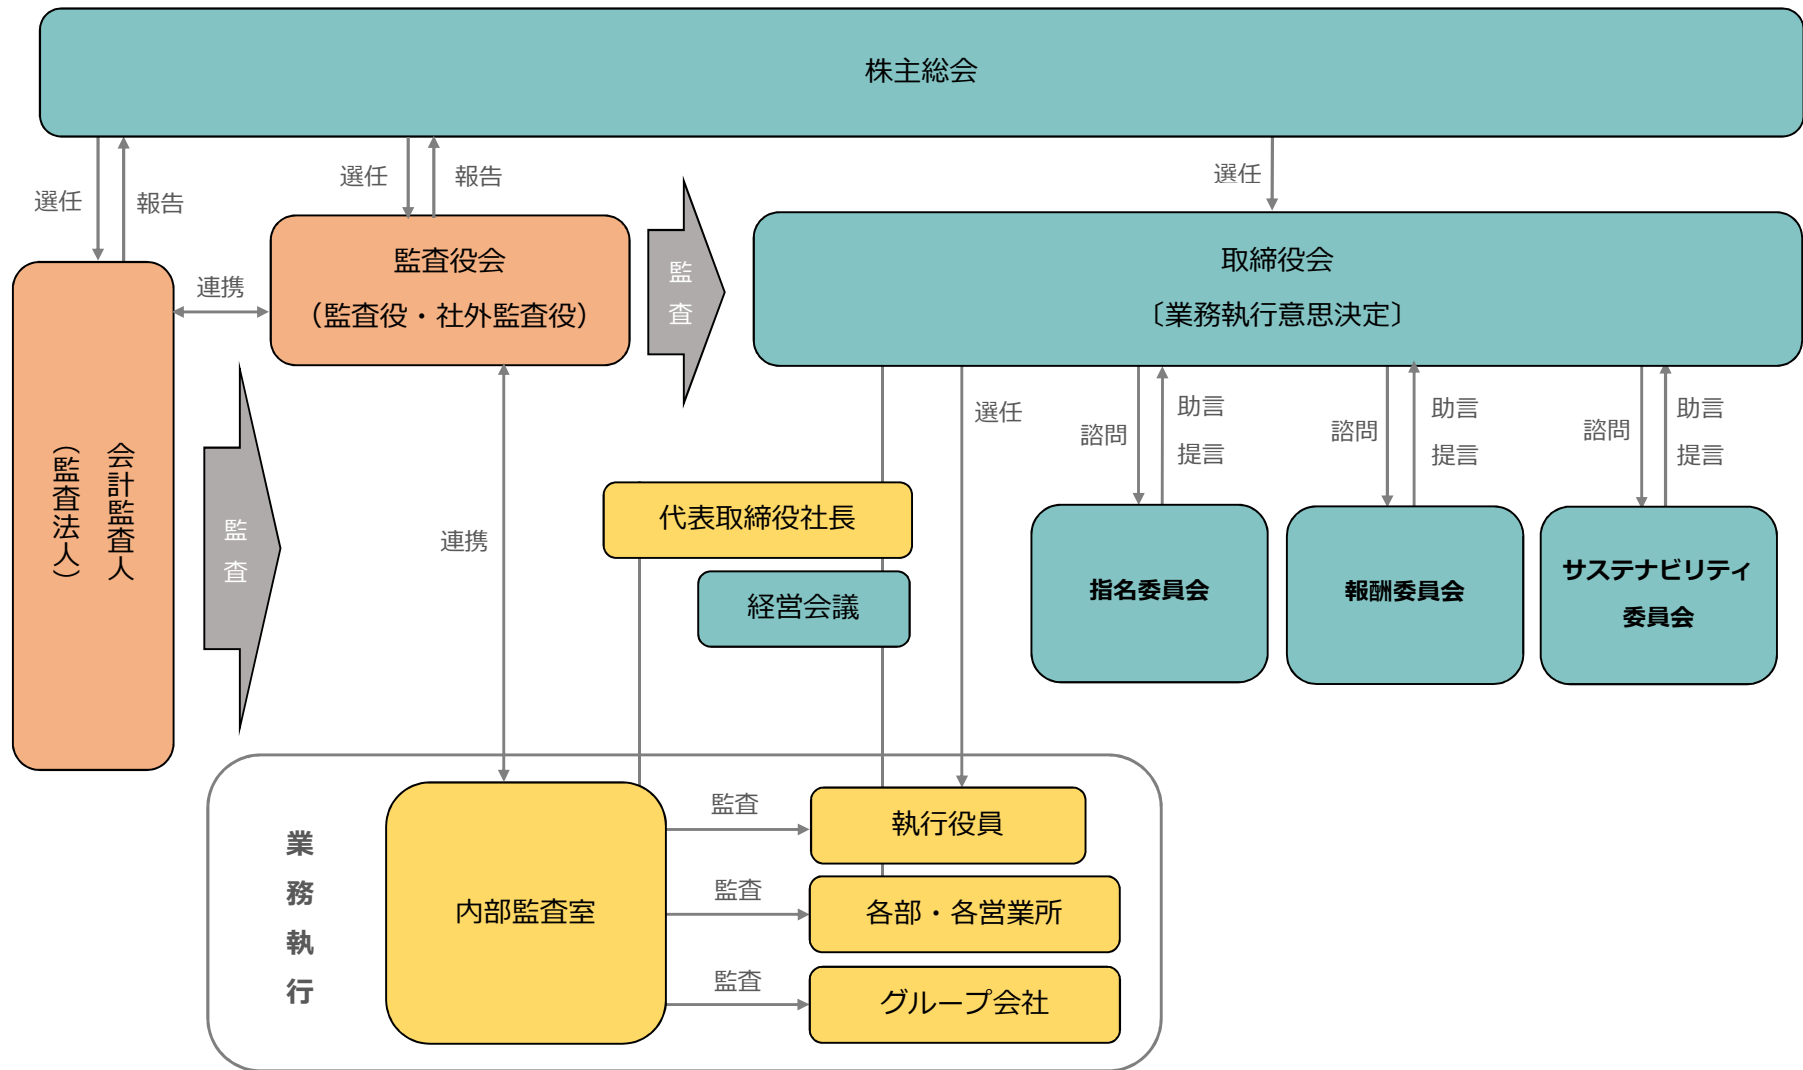 株主総会
選任
報告
選任
報告
選任
監査役会
（監査役・社外監査役）
監
査
取締役会
〔業務執行意思決定〕
連携
会計監査人
（監査法人）
監
査
連携
選任
諮問
助言
提言
諮問
助言
提言
諮問
助言
提言
代表取締役社長
経営会議
指名委員会
報酬委員会
サステナビリティ
委員会
業
務
執
行
内部監査室
監査
執行役員
監査
各部・各営業所
監査
グループ会社